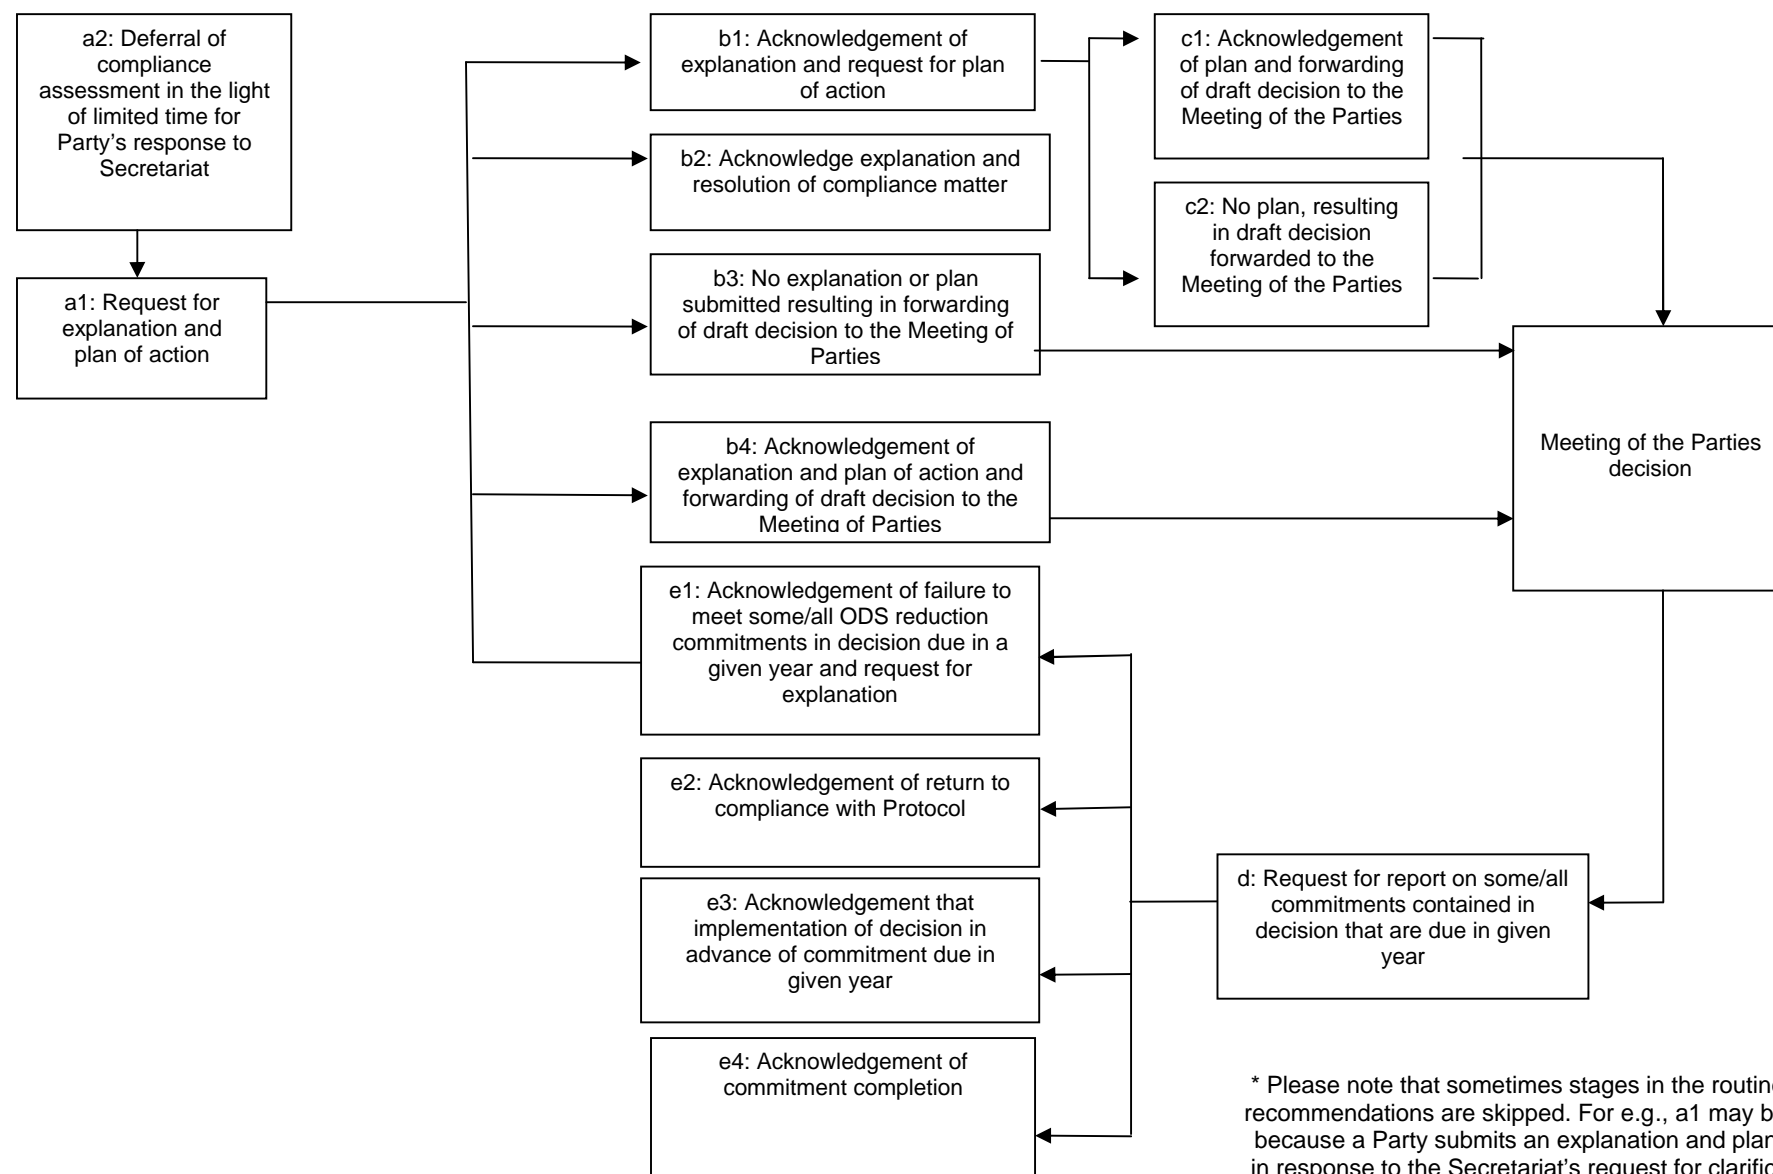 a2: Deferral of
compliance
assessment in the light
of limited time for
Party’s response to
Secretariat
a1: Request for
explanation and
plan of action
b1: Acknowledgement of
explanation and request for plan
of action
b2: Acknowledge explanation and
resolution of compliance matter
b3: No explanation or plan
submitted resulting in forwarding
of draft decision to the Meeting of
Parties
b4: Acknowledgement of
explanation and plan of action and
forwarding of draft decision to the
Meeting of Parties
c1: Acknowledgement
of plan and forwarding
of draft decision to the
Meeting of the Parties
c2: No plan, resulting
in draft decision
forwarded to the
Meeting of the Parties
Meeting of the Parties
decision
d: Request for report on some/all
commitments contained in
decision that are due in given
year
e1: Acknowledgement of failure to
meet some/all ODS reduction
commitments in decision due in a
given year and request for
explanation
e2: Acknowledgement of return to
compliance with Protocol
e3: Acknowledgement that
implementation of decision in
advance of commitment due in
given year
e4: Acknowledgement of
commitment completion
* Please note that sometimes stages in the routine
recommendations are skipped. For e.g., a1 may b
because a Party submits an explanation and plan
in response to the Secretariat's request for clarific